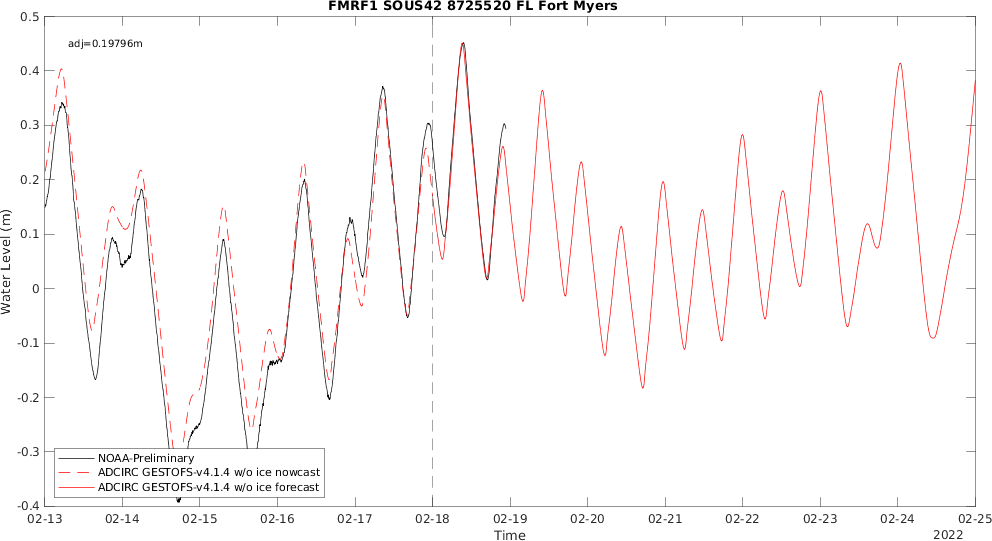 FMRF1 SOUS42 8725520 FL Fort Myers
adj=0.19796m
0.5
0.4
0.3
0.2
0.1
0
-0.1
-0.2
-0.3
-0.4
Water Level (m)
NOAA-Preliminary
ADCIRC GESTOFS-v4.1.4 w/o ice nowcast
ADCIRC GESTOFS-v4.1.4 w/o ice forecast
02-13 02-14 02-15 02-16 02-17 02-18 02-19 02-20 02-21 02-22 02-23 02-24 02-25
Time
2022